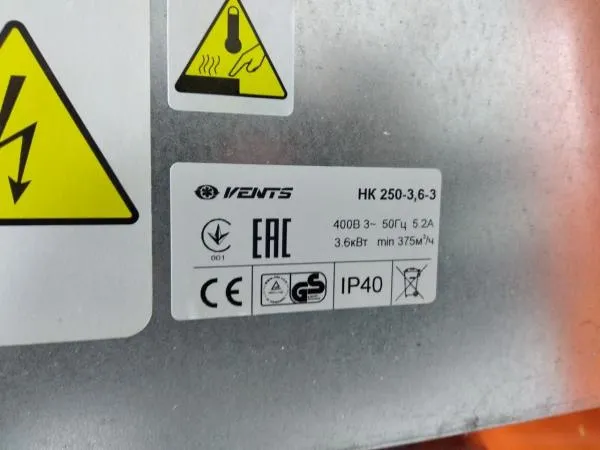 VENTS
НК 250-3,6-3
400В 3~ 50Гц 5.2А
3.6кВт min 375м³/ч
001
EAC
CE
GS
IP40